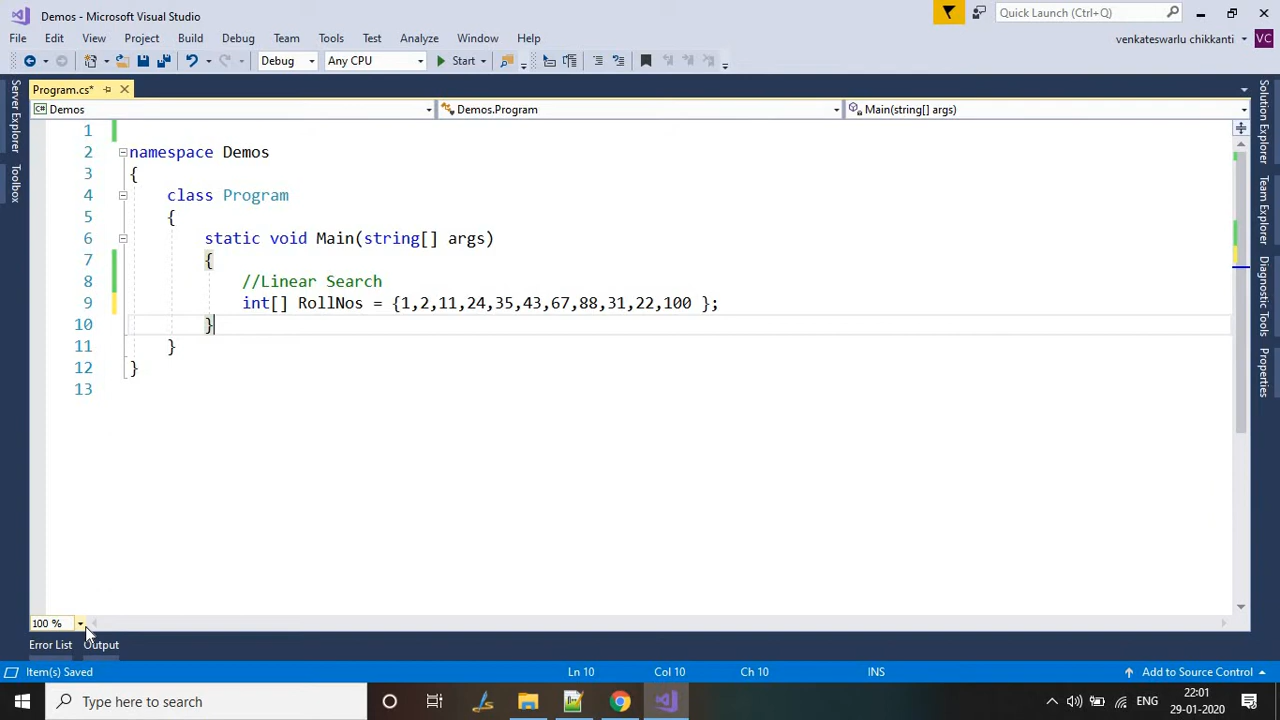 Demos - Microsoft Visual Studio
Quick Launch (Ctrl+Q)
File Edit View Project Build Debug Team Tools Test Analyze Window Help
venkateswarlu chikkanti VC
Debug Any CPU Start
Program.cs*
Demos Demos.Program Main(string[] args)
Server Explorer
Toolbox
Solution Explorer
Team Explorer
Diagnostic Tools
Properties
1
2 namespace Demos
3 {
4 class Program
5 {
6 static void Main(string[] args)
7 {
8 //Linear Search
9 int[] RollNos = {1,2,11,24,35,43,67,88,31,22,100 };
10 }
11 }
12 }
13
100 %
Error List Output
Item(s) Saved Ln 10 Col 10 Ch 10 INS Add to Source Control
Type here to search
ENG
22:01
29-01-2020